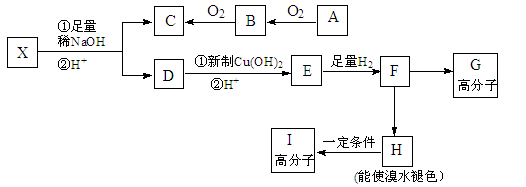 ①足量
稀NaOH
②H⁺
X
C
O₂
B
O₂
A
D
①新制Cu(OH)₂
②H⁺
E
足量H₂
F
G
高分子
I
高分子
一定条件
H
(能使溴水褪色)